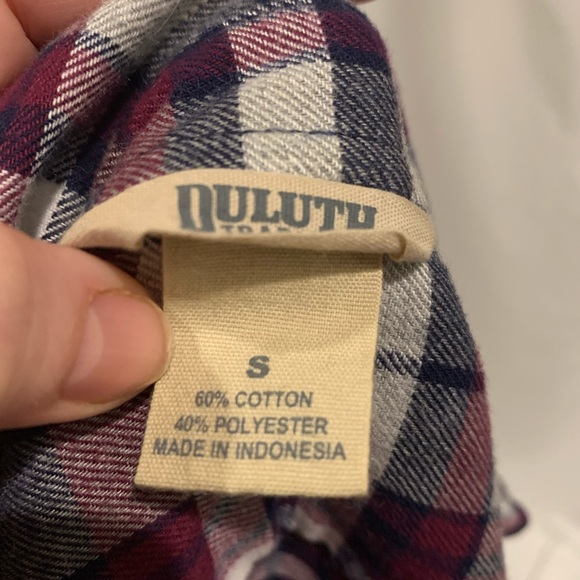 DULUTH
S
60% COTTON
40% POLYESTER
MADE IN INDONESIA